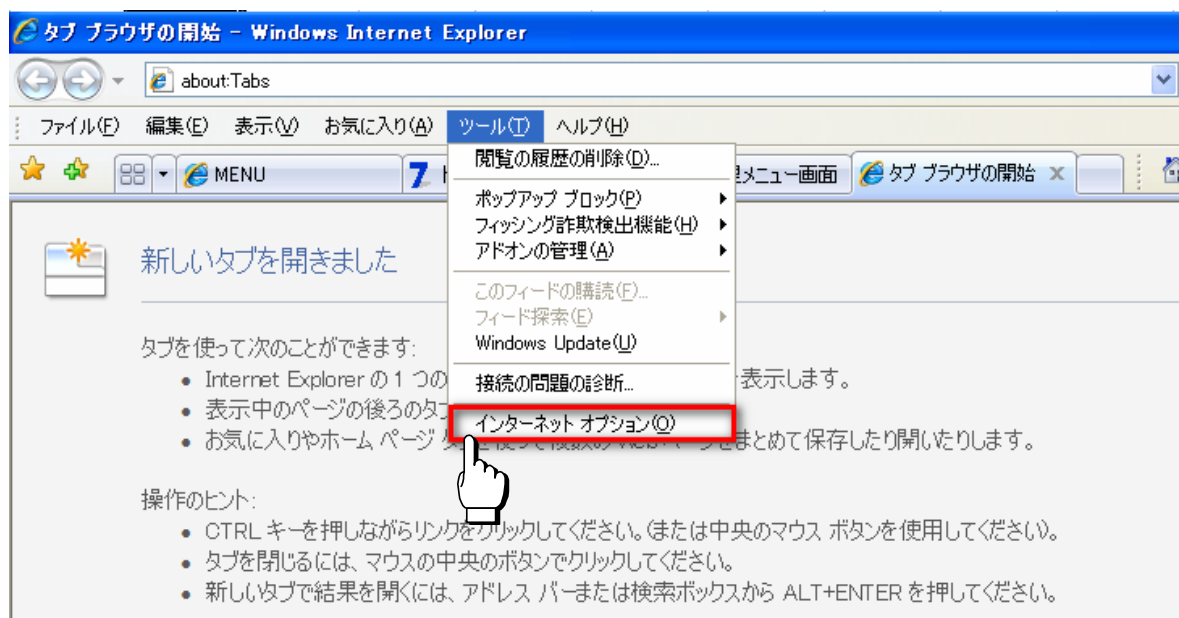 タブ ブラウザの開始 - Windows Internet Explorer
about:Tabs
ファイル(F) 編集(E) 表示(V) お気に入り(A) ツール(T) ヘルプ(H)
MENU
メニュー画面
タブ ブラウザの開始
閲覧の履歴の削除(D)...
ポップアップ ブロック(P)
フィッシング詐欺検出機能(H)
アドオンの管理(A)
このフィードの購読(F)...
フィード探索(E)
Windows Update(U)
接続の問題の診断...
インターネット オプション(O)
新しいタブを開きました
タブを使って次のことができます:
• Internet Explorer の 1 つの 表示します。
• 表示中のページの後ろのタ
• お気に入りやホーム ページ まとめて保存したり開いたりします。
操作のヒント:
• CTRL キーを押しながらリンクをクリックしてください。(または中央のマウス ボタンを使用してください)。
• タブを閉じるには、マウスの中央のボタンでクリックしてください。
• 新しいタブで結果を開くには、アドレス バーまたは検索ボックスから ALT+ENTER を押してください。